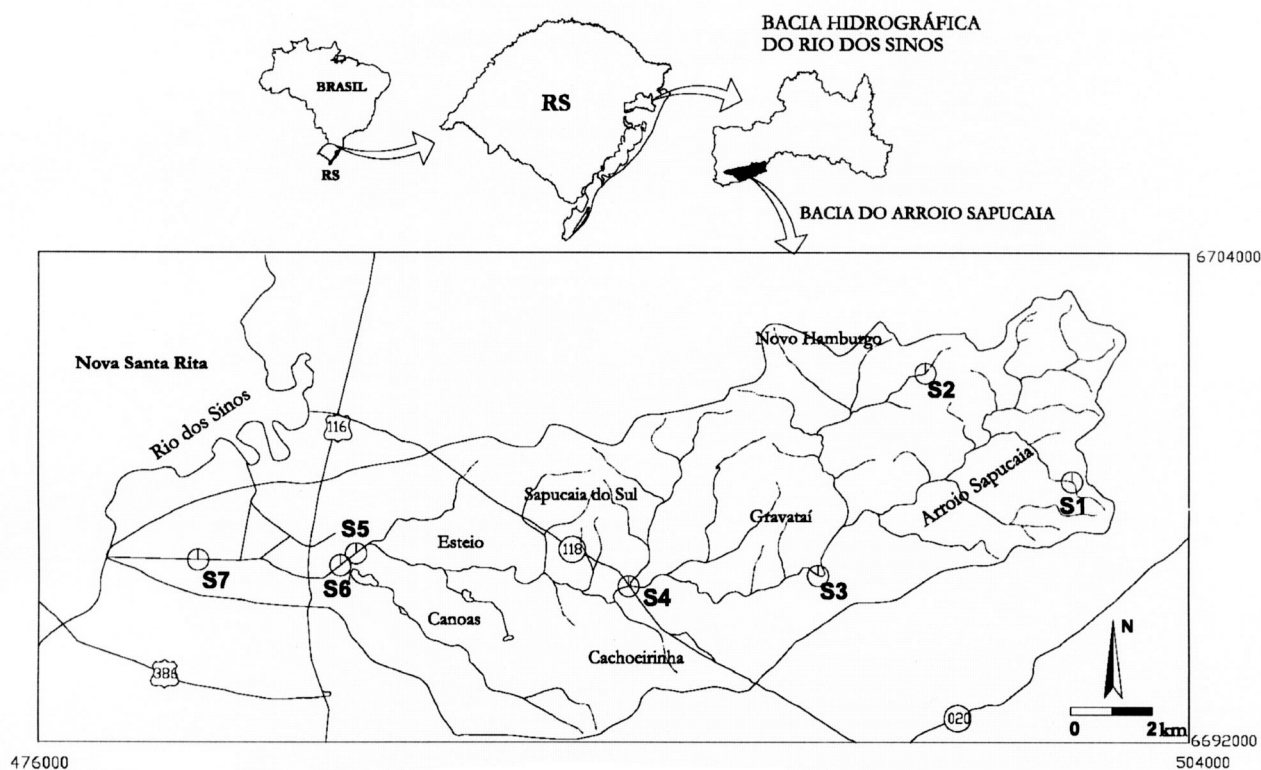 BACIA HIDROGRÁFICA
DO RIO DOS SINOS
BRASIL
RS
RS
BACIA DO ARROIO SAPUCAIA
6704000
Novo Hamburgo
Nova Santa Rita
S2
Rio dos Sinos
116
Arroio Sapucaia
Sapucaia do Sul
S1
Gravataí
S5
Esteio
118
S7
S6
S4
S3
Canoas
N
Cachoeirinha
386
020
0 2 km
6692000
476000
504000